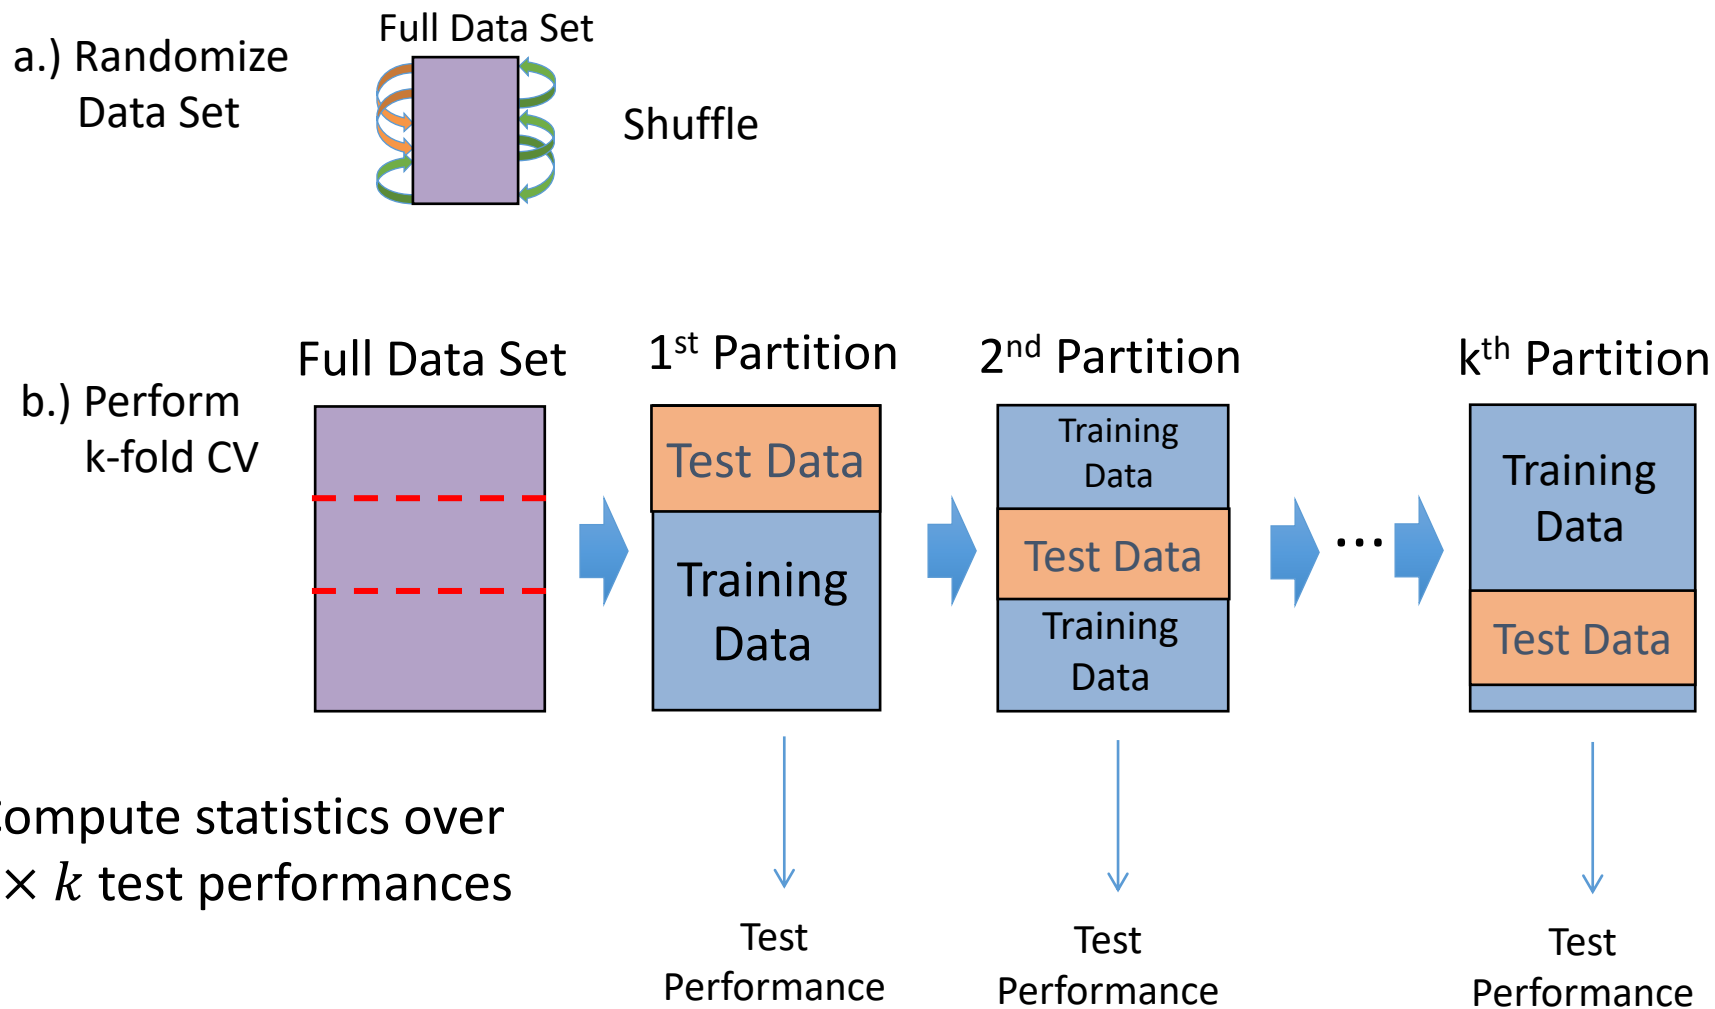 Full Data Set
a.) Randomize
Data Set
Shuffle
Full Data Set
1st Partition
2nd Partition
kth Partition
b.) Perform
k-fold CV
Test Data
Training
Data
Training
Data
Test Data
Training
Data
...
Training
Data
Test Data
ompute statistics over
× k test performances
Test
Performance
Test
Performance
Test
Performance